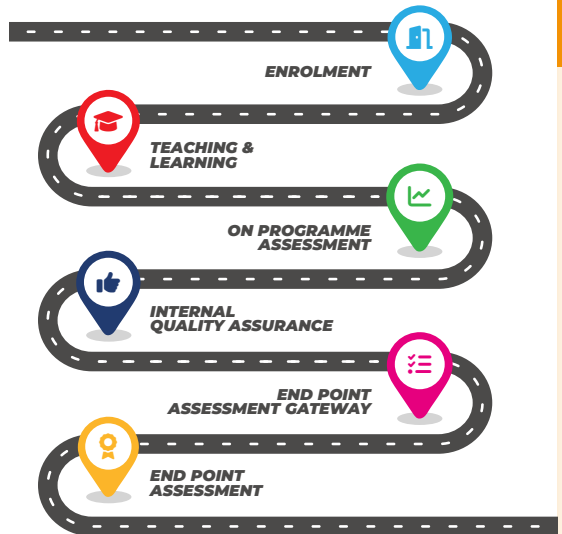 ENROLMENT
TEACHING &
LEARNING
ON PROGRAMME
ASSESSMENT
INTERNAL
QUALITY ASSURANCE
END POINT
ASSESSMENT GATEWAY
END POINT
ASSESSMENT